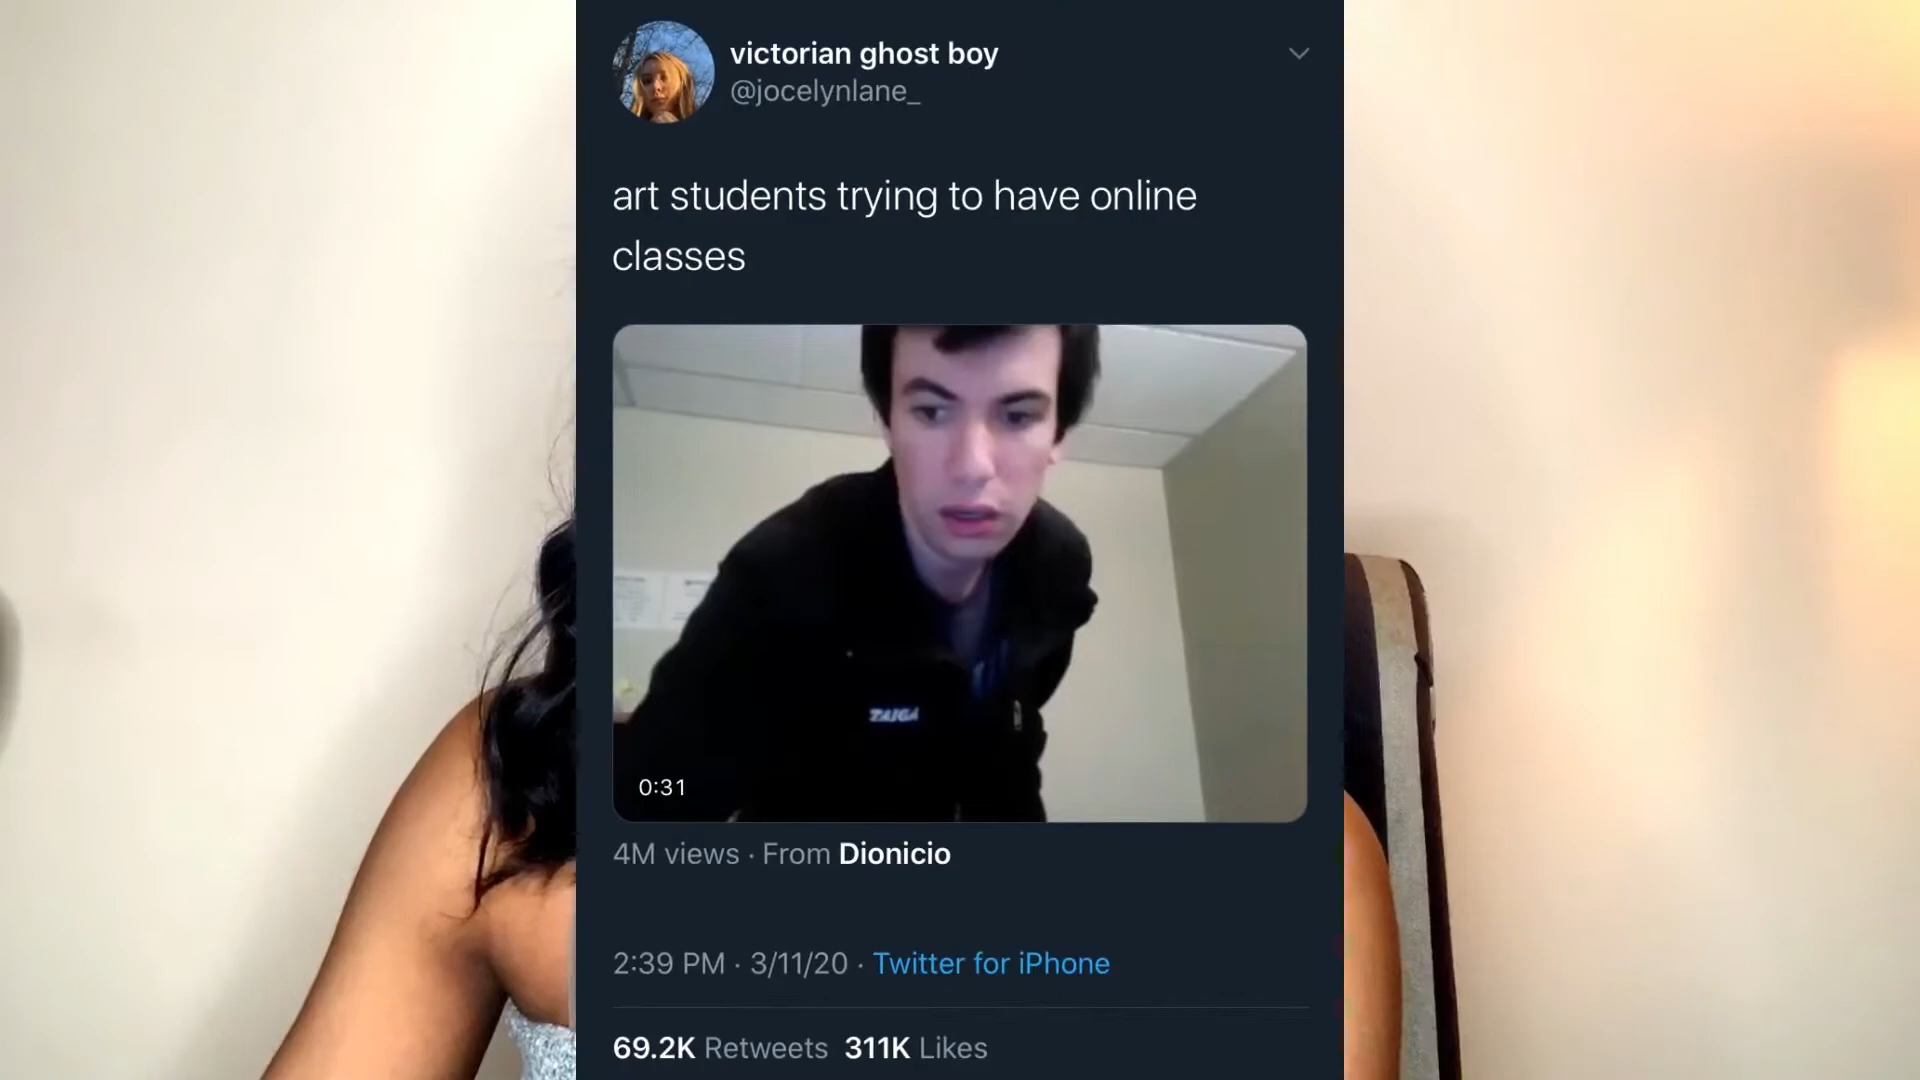 victorian ghost boy
@jocelynlane_
art students trying to have online
classes
TAIGA
0:31
4M views · From Dionicio
2:39 PM · 3/11/20 · Twitter for iPhone
69.2K Retweets 311K Likes